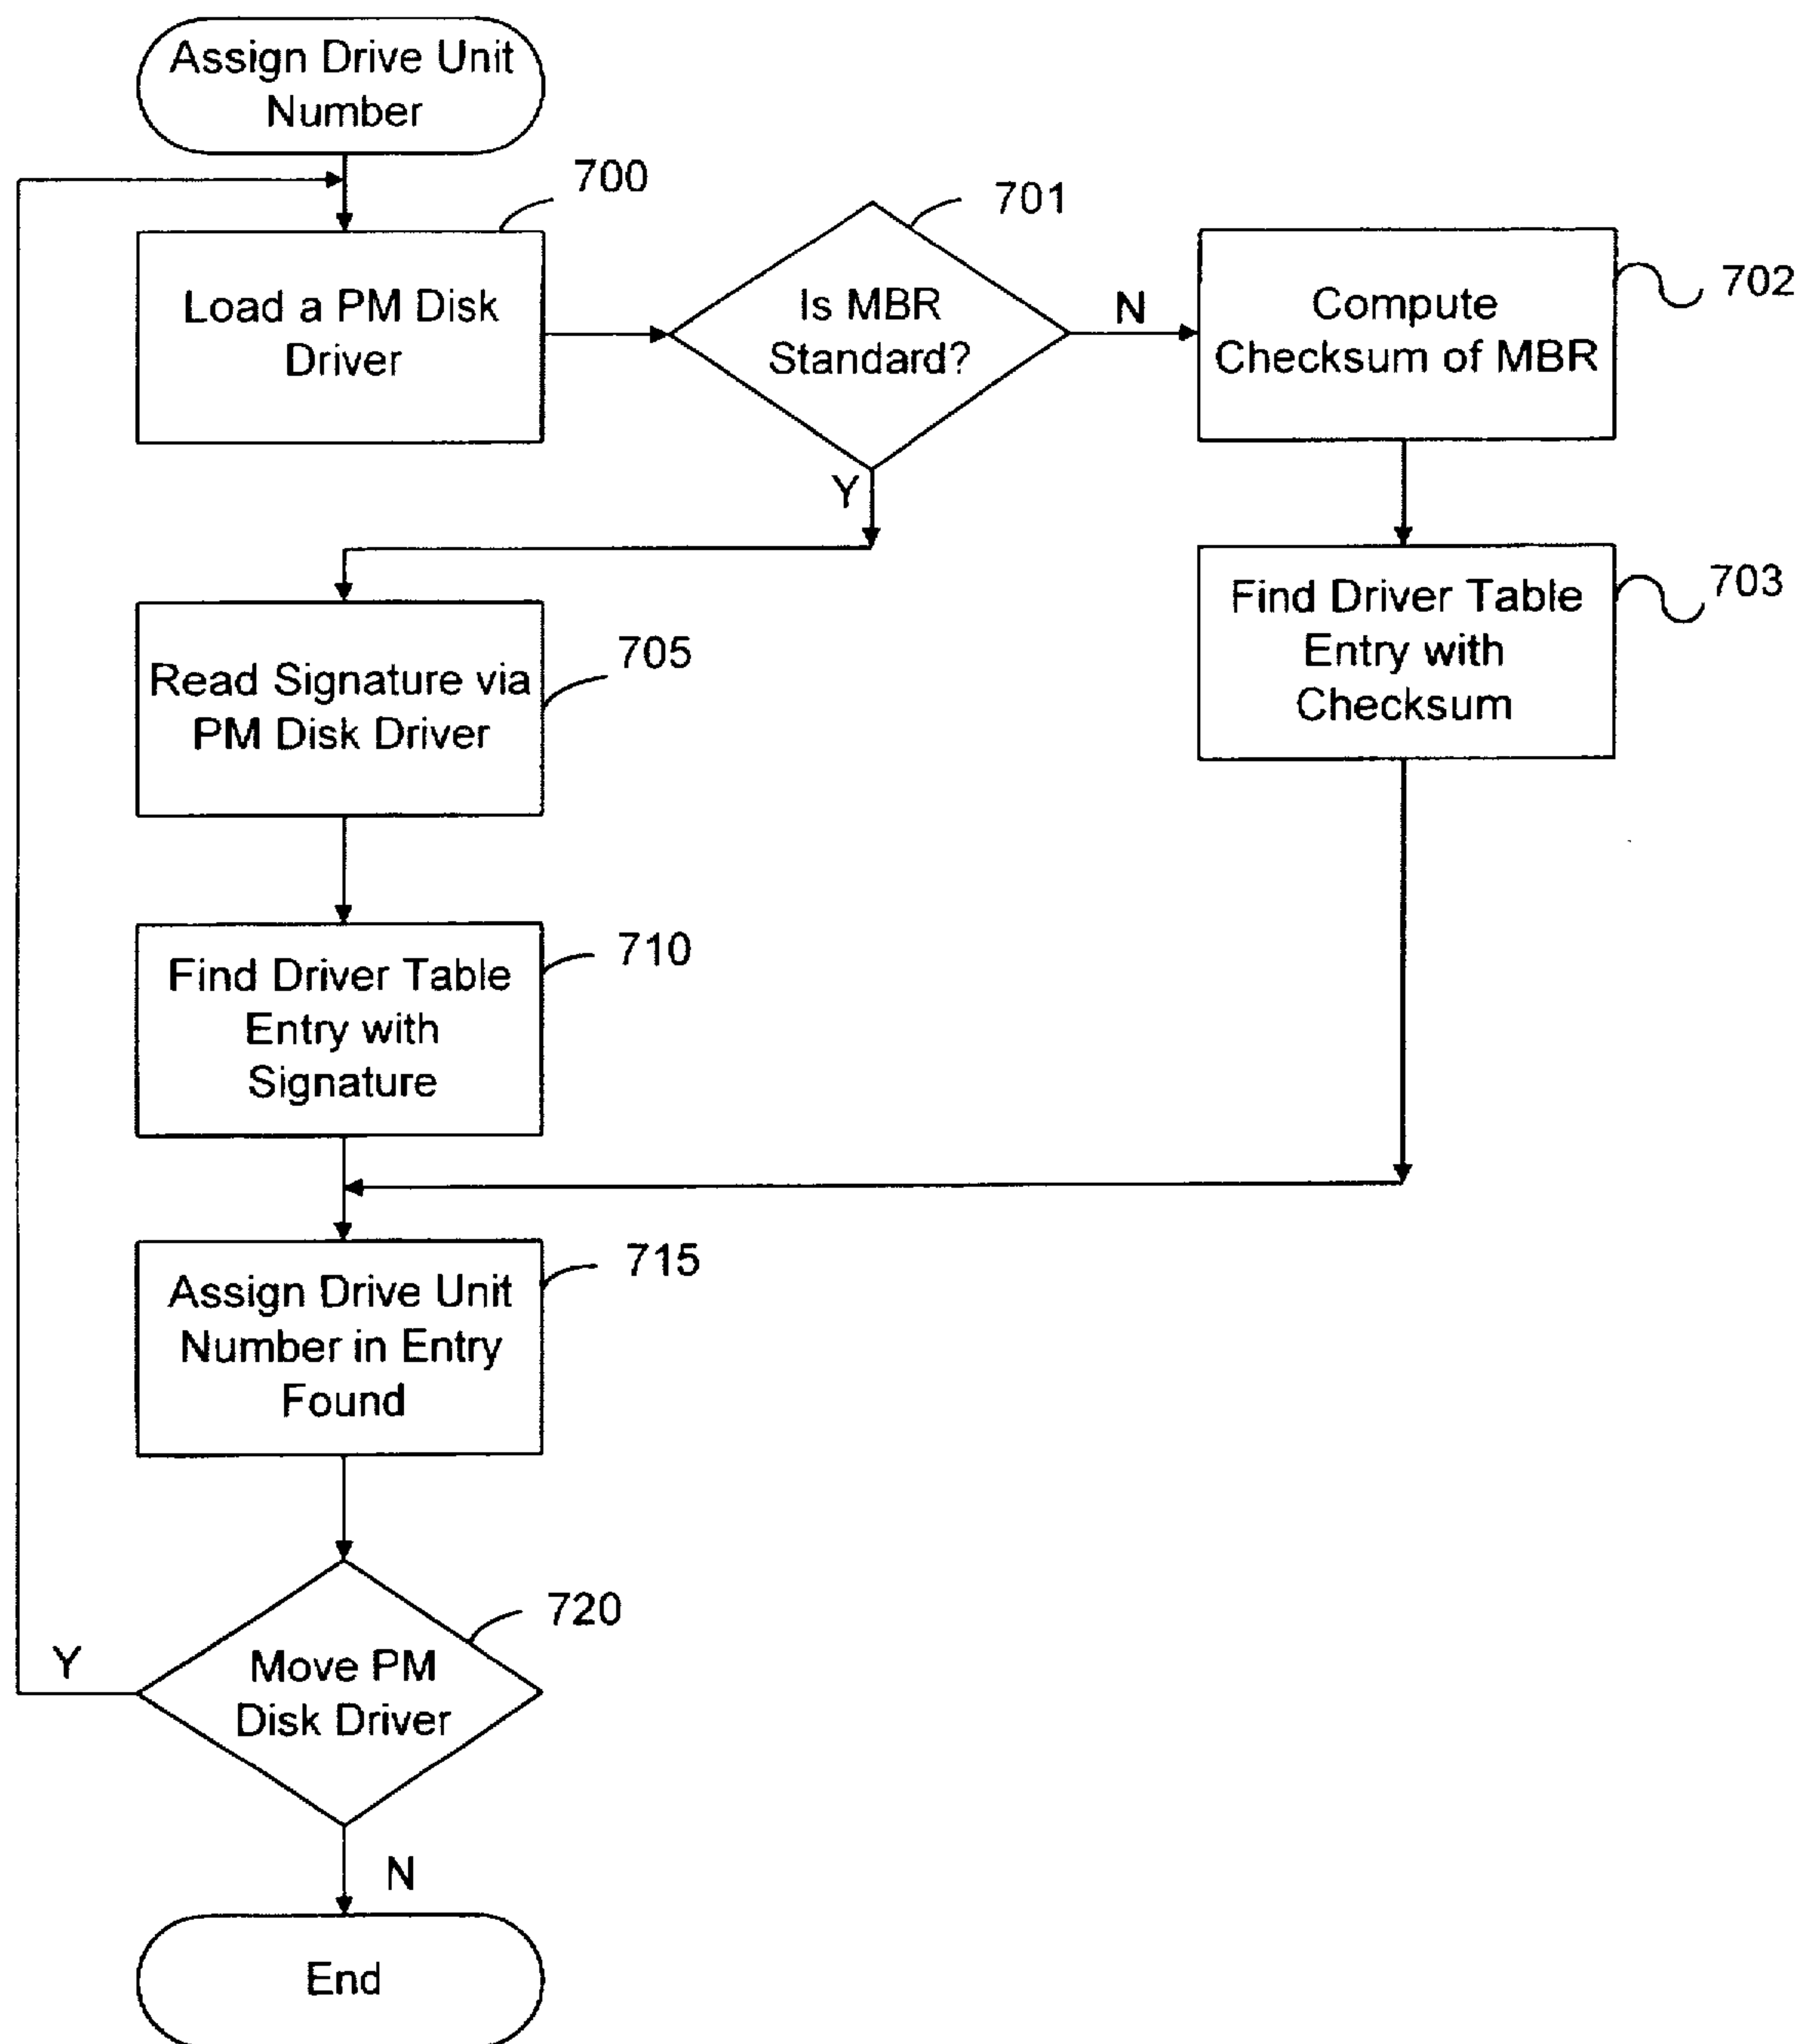 Assign Drive Unit
Number
700
Load a PM Disk
Driver
701
Is MBR
Standard?
N
Y
702
Compute
Checksum of MBR
703
Find Driver Table
Entry with
Checksum
705
Read Signature via
PM Disk Driver
710
Find Driver Table
Entry with
Signature
715
Assign Drive Unit
Number in Entry
Found
720
Move PM
Disk Driver
Y
N
End